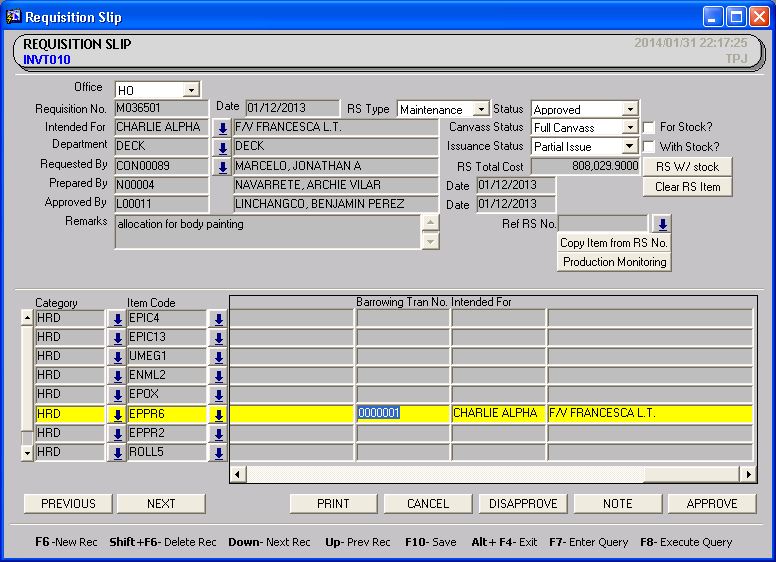 Requisition Slip
REQUISITION SLIP 2014/01/31 22:17:25
INVT010 TPJ
Office HO
Requisition No. M036501 Date 01/12/2013 RS Type Maintenance Status Approved
Intended For CHARLIE ALPHA F/V FRANCESCA L.T. Canvass Status Full Canvass For Stock?
Department DECK DECK Issuance Status Partial Issue With Stock?
Requested By CON00089 MARCELO, JONATHAN A RS Total Cost 808,029.9000 RS W/ stock
Prepared By N00004 NAVARRETE, ARCHIE VILAR Date 01/12/2013 Clear RS Item
Approved By L00011 LINCHANGCO, BENJAMIN PEREZ Date 01/12/2013
Remarks allocation for body painting Ref RS No.
Copy Item from RS No.
Production Monitoring
Category Item Code Barrowing Tran No. Intended For
HRD EPIC4
HRD EPIC13
HRD UMEG1
HRD ENML2
HRD EPOX
HRD EPPR6 0000001 CHARLIE ALPHA F/V FRANCESCA L.T.
HRD EPPR2
HRD ROLL5
PREVIOUS NEXT PRINT CANCEL DISAPPROVE NOTE APPROVE
F6 -New Rec Shift+F6- Delete Rec Down- Next Rec Up- Prev Rec F10- Save Alt+ F4- Exit F7- Enter Query F8- Execute Query